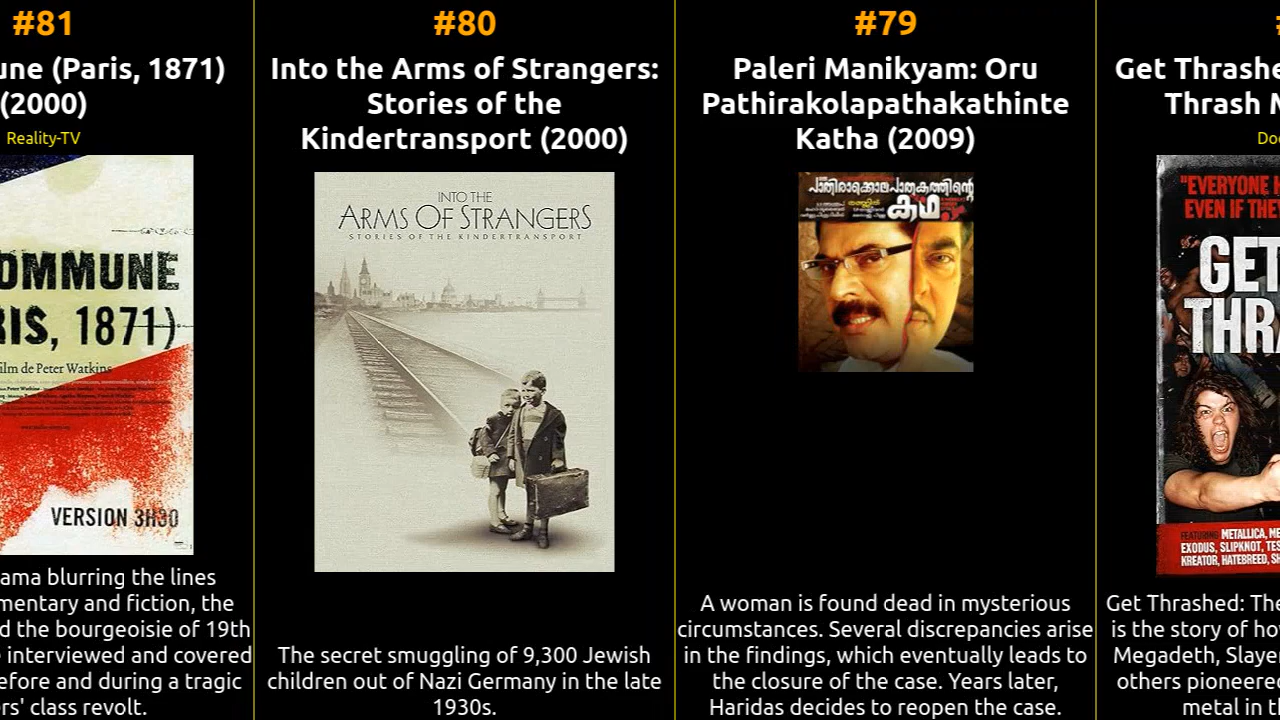 #81
une (Paris, 1871)
(2000)
Reality-TV
OMMUNE
RIS, 1871)
ilm de Peter Watkins
VERSION 3H30
ama blurring the lines
mentary and fiction, the
d the bourgeoisie of 19th
interviewed and covered
efore and during a tragic
rs' class revolt.
#80
Into the Arms of Strangers:
Stories of the
Kindertransport (2000)
INTO THE
ARMS OF STRANGERS
STORIES OF THE KINDERTRANSPORT
The secret smuggling of 9,300 Jewish
children out of Nazi Germany in the late
1930s.
#79
Paleri Manikyam: Oru
Pathirakolapathakathinte
Katha (2009)
പാതിരാക്കൊലപാതകത്തിന്റെ
കഥ
A woman is found dead in mysterious
circumstances. Several discrepancies arise
in the findings, which eventually leads to
the closure of the case. Years later,
Haridas decides to reopen the case.
#
Get Thrashe
Thrash M
Do
"EVERYONE
EVEN IF THE
GET
THRA
FEATURING METALLICA, ME
EXODUS, SLIPKNOT, TES
KREATOR, HATEBREED, SH
Get Thrashed: The
is the story of ho
Megadeth, Slaye
others pioneere
metal in t